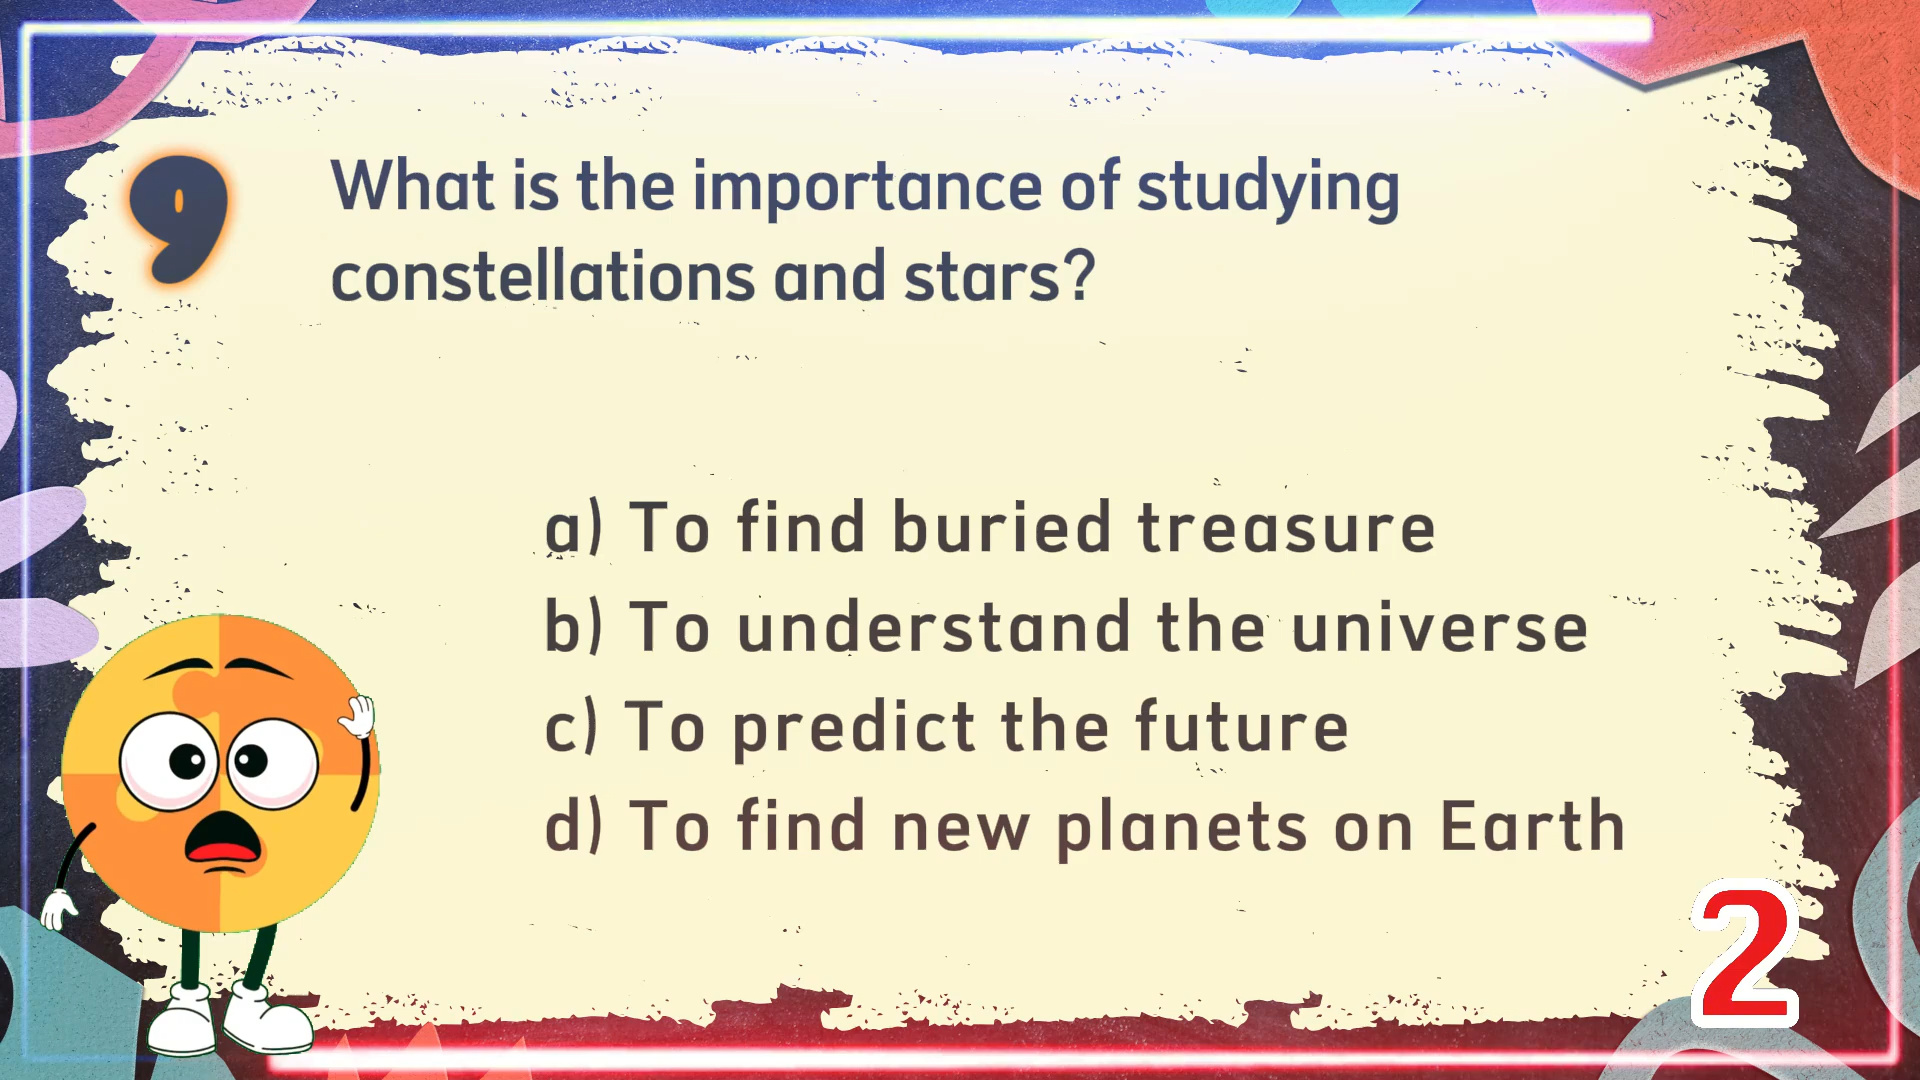 9
What is the importance of studying
constellations and stars?
a) To find buried treasure
b) To understand the universe
c) To predict the future
d) To find new planets on Earth
2